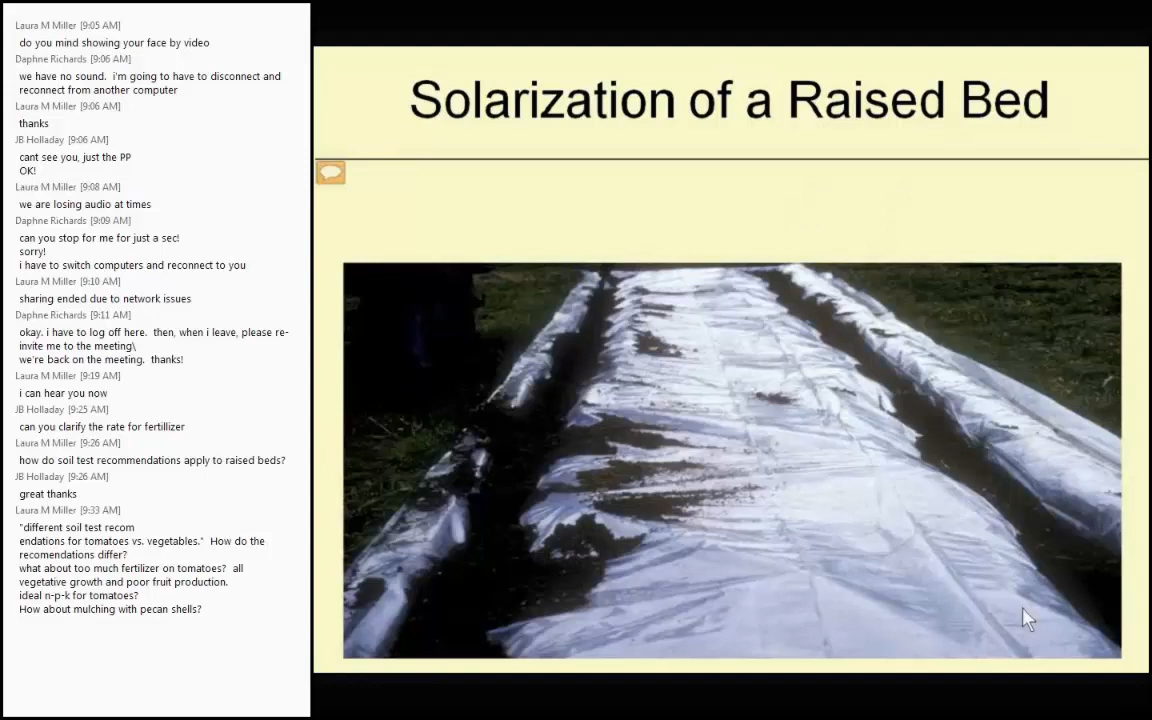 Laura M Miller [9:05 AM]
do you mind showing your face by video
Daphne Richards [9:06 AM]
we have no sound.  i'm going to have to disconnect and
reconnect from another computer
Laura M Miller [9:06 AM]
thanks
JB Holladay [9:06 AM]
cant see you, just the PP
OK!
Laura M Miller [9:08 AM]
we are losing audio at times
Daphne Richards [9:09 AM]
can you stop for me for just a sec!
sorry!
i have to switch computers and reconnect to you
Laura M Miller [9:10 AM]
sharing ended due to network issues
Daphne Richards [9:11 AM]
okay. i have to log off here.  then, when i leave, please re-
invite me to the meeting\
we're back on the meeting.  thanks!
Laura M Miller [9:19 AM]
i can hear you now
JB Holladay [9:25 AM]
can you clarify the rate for fertillizer
Laura M Miller [9:26 AM]
how do soil test recommendations apply to raised beds?
JB Holladay [9:26 AM]
great thanks
Laura M Miller [9:33 AM]
"different soil test recom
endations for tomatoes vs. vegetables."  How do the
recomendations differ?
what about too much fertilizer on tomatoes?  all
vegetative growth and poor fruit production.
ideal n-p-k for tomatoes?
How about mulching with pecan shells?
Solarization of a Raised Bed